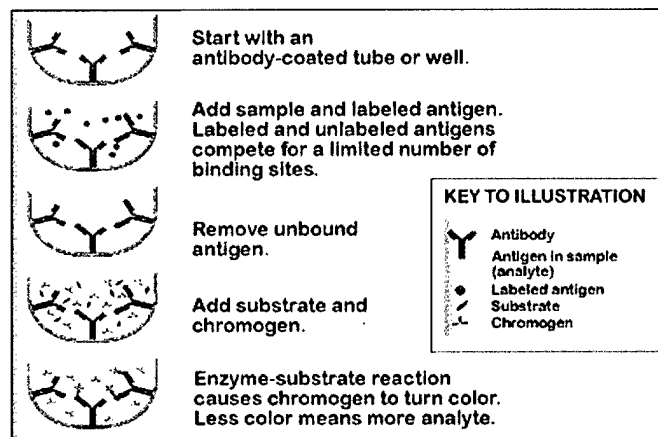 Start with an
antibody-coated tube or well.
Add sample and labeled antigen.
Labeled and unlabeled antigens
compete for a limited number of
binding sites.
Remove unbound
antigen.
Add substrate and
chromogen.
Enzyme-substrate reaction
causes chromogen to turn color.
Less color means more analyte.
KEY TO ILLUSTRATION
Antibody
Antigen in sample
(analyte)
Labeled antigen
Substrate
Chromogen